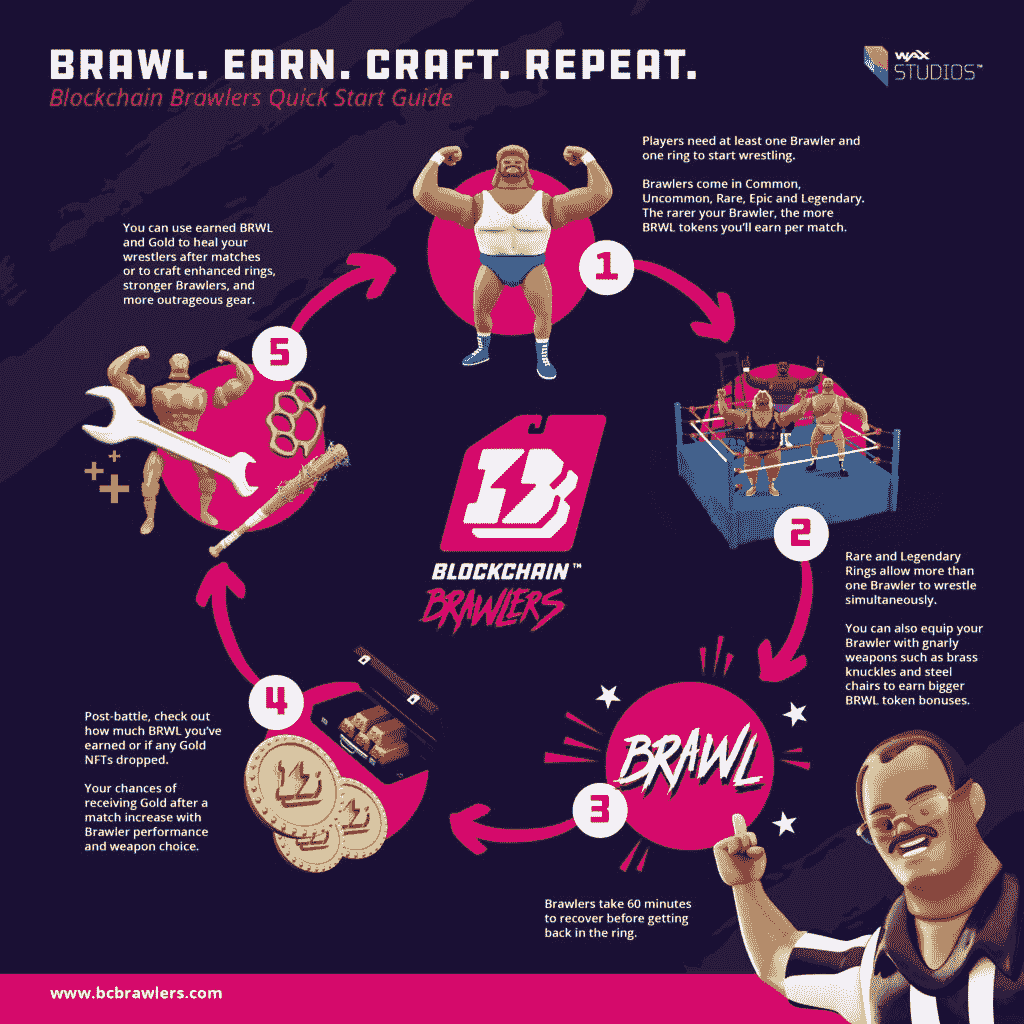 BRAWL. EARN. CRAFT. REPEAT.
Blockchain Brawlers Quick Start Guide
WAX
STUDIOS™
Players need at least one Brawler and
one ring to start wrestling.
Brawlers come in Common,
Uncommon, Rare, Epic and Legendary.
The rarer your Brawler, the more
BRWL tokens you'll earn per match.
1
2
Rare and Legendary
Rings allow more than
one Brawler to wrestle
simultaneously.
You can also equip your
Brawler with gnarly
weapons such as brass
knuckles and steel
chairs to earn bigger
BRWL token bonuses.
BRAWL
3
Brawlers take 60 minutes
to recover before getting
back in the ring.
4
Post-battle, check out
how much BRWL you've
earned or if any Gold
NFTs dropped.
Your chances of
receiving Gold after a
match increase with
Brawler performance
and weapon choice.
5
You can use earned BRWL
and Gold to heal your
wrestlers after matches
or to craft enhanced rings,
stronger Brawlers, and
more outrageous gear.
B
BLOCKCHAIN™
BRAWLERS
www.bcbrawlers.com